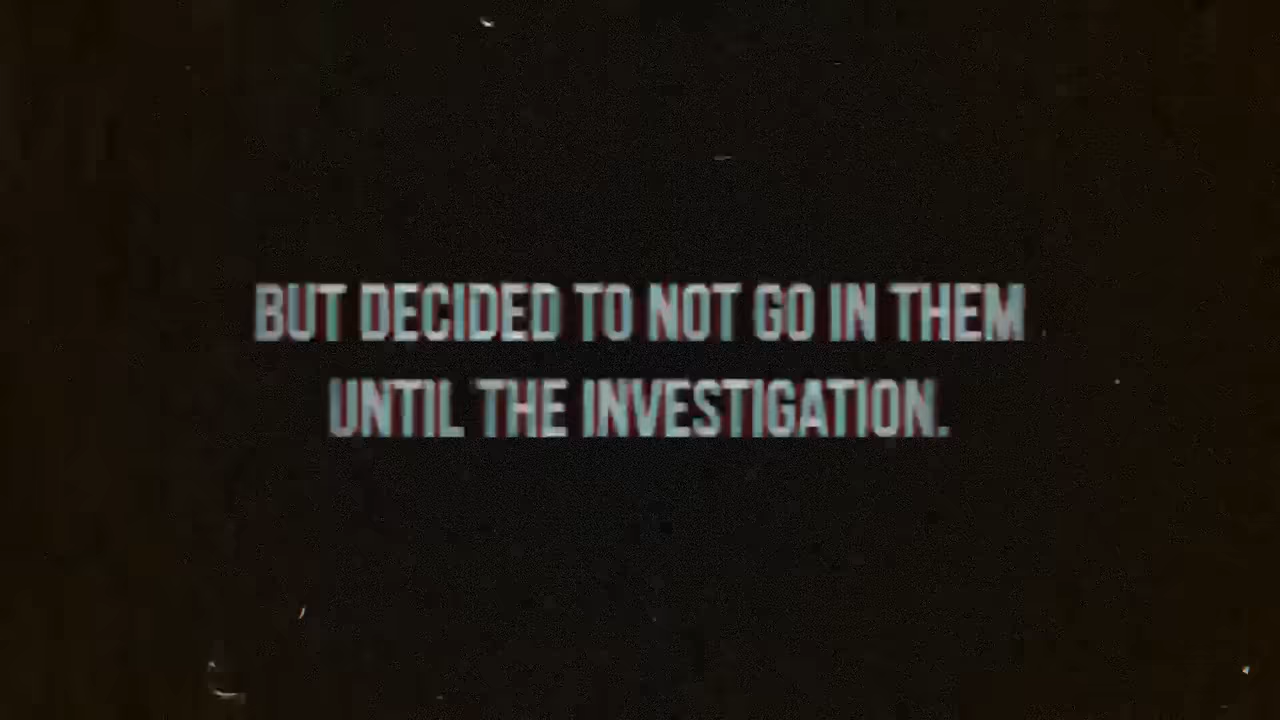 BUT DECIDED TO NOT GO IN THEM
UNTIL THE INVESTIGATION.